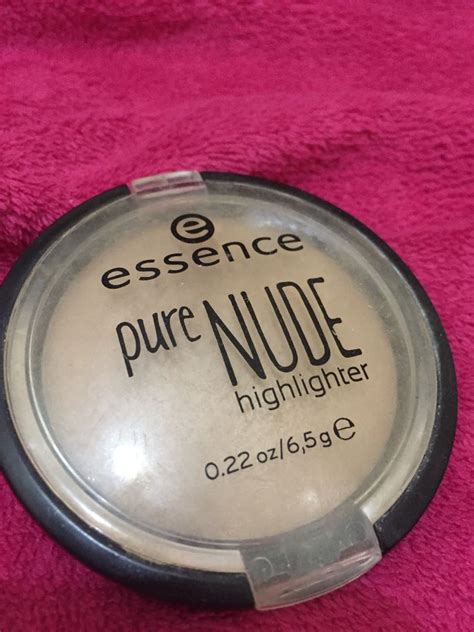 e
essence
pure NUDE
highlighter
0.22 oz/6,5g e